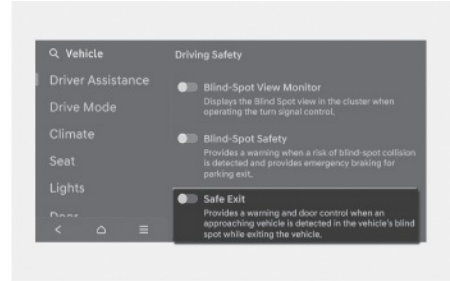 Vehicle
Driving Safety
Driver Assistance
Drive Mode
Climate
Seat
Lights
Door
Blind-Spot View Monitor
Displays the Blind Spot view in the cluster when
operating the turn signal control.
Blind-Spot Safety
Provides a warning when a risk of blind-spot collision
is detected and provides emergency braking for
parking exit.
Safe Exit
Provides a warning and door control when an
approaching vehicle is detected in the vehicle's blind
spot while exiting the vehicle.